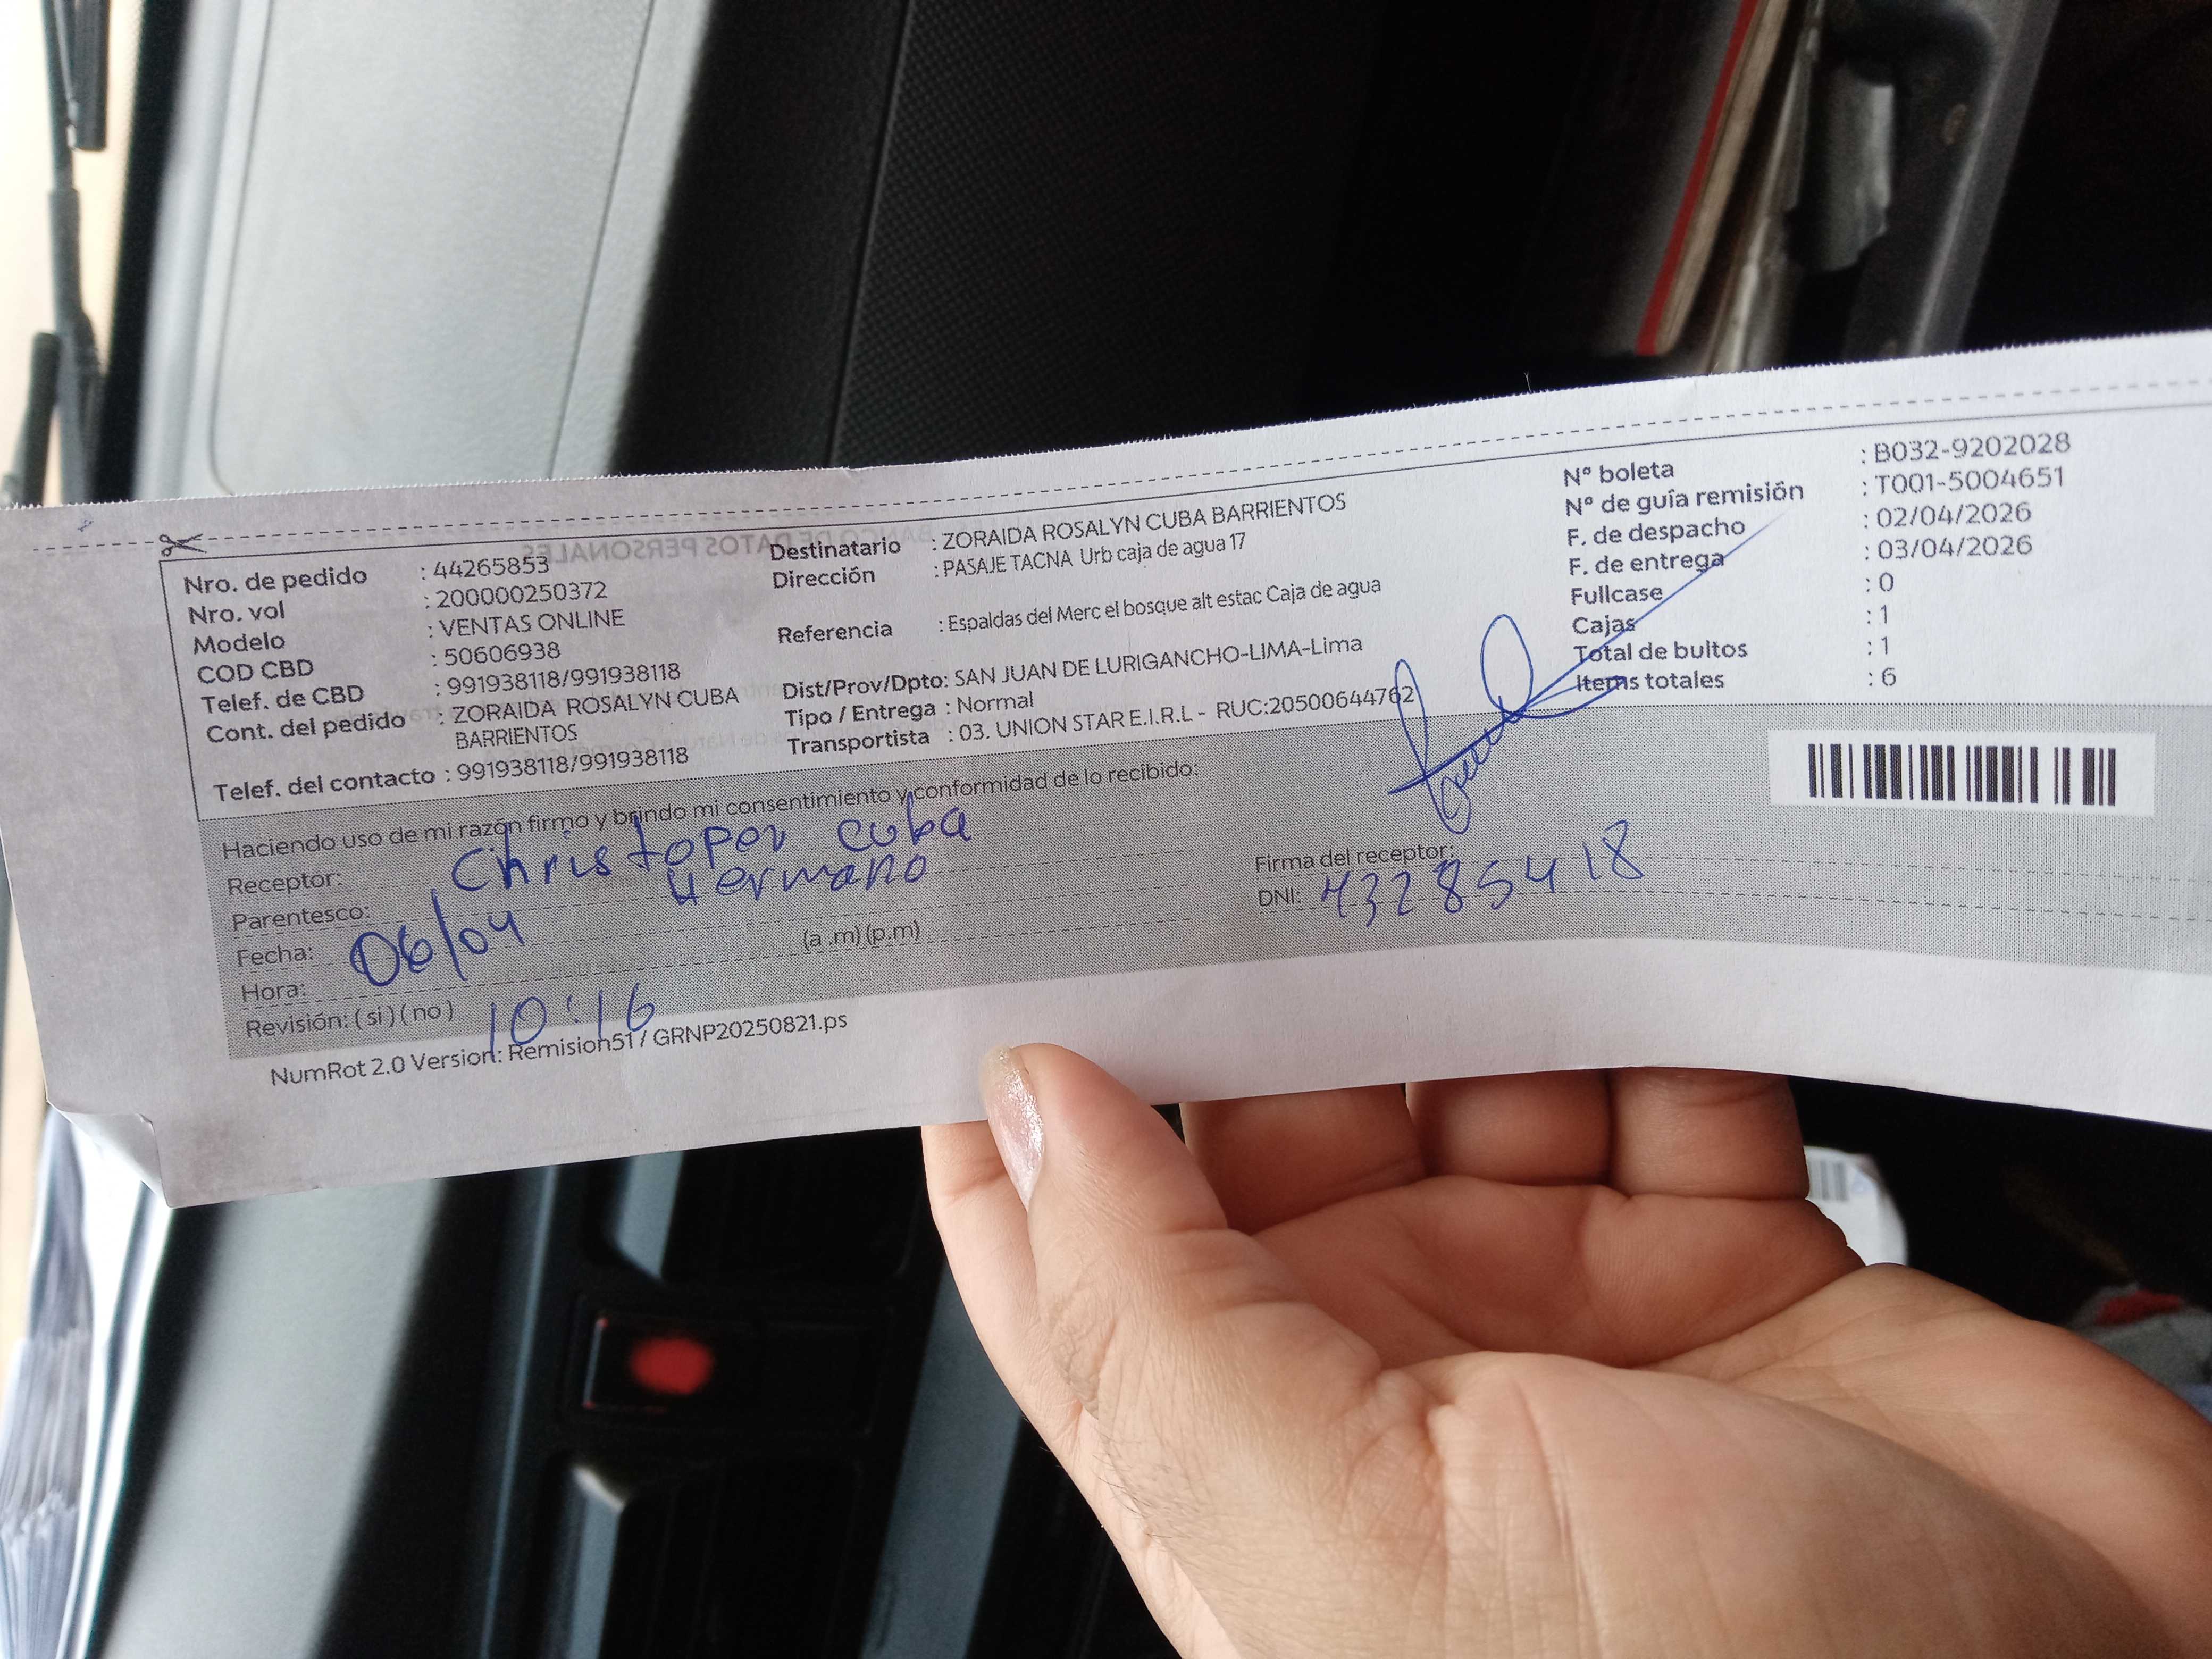 Nro. de pedido : 44265853
Nro. vol : 200000250372
Modelo : VENTAS ONLINE
COD CBD : 50606938
Telef. de CBD : 991938118/991938118
Cont. del pedido : ZORAIDA ROSALYN CUBA
BARRIENTOS
Telef. del contacto : 991938118/991938118
Destinatario : ZORAIDA ROSALYN CUBA BARRIENTOS
Dirección : PASAJE TACNA Urb caja de agua 17
Referencia : Espaldas del Merc el bosque alt estac Caja de agua
Dist/Prov/Dpto: SAN JUAN DE LURIGANCHO-LIMA-Lima
Tipo / Entrega : Normal
Transportista : 03. UNION STAR E.I.R.L - RUC:20500644762
N° boleta : B032-9202028
N° de guía remisión : T001-5004651
F. de despacho : 02/04/2026
F. de entrega : 03/04/2026
Fullcase : 0
Cajas : 1
Total de bultos : 1
Items totales : 6
Haciendo uso de mi razón firmo y brindo mi consentimiento y conformidad de lo recibido:
Receptor: Christoper cuba
Parentesco: Hermano
Fecha: 06/04
Hora: (a .m) (p.m)
Revisión: ( si ) ( no ) 10:16
Firma del receptor:
DNI: 43285418
NumRot 2.0 Version: Remision51 / GRNP20250821.ps